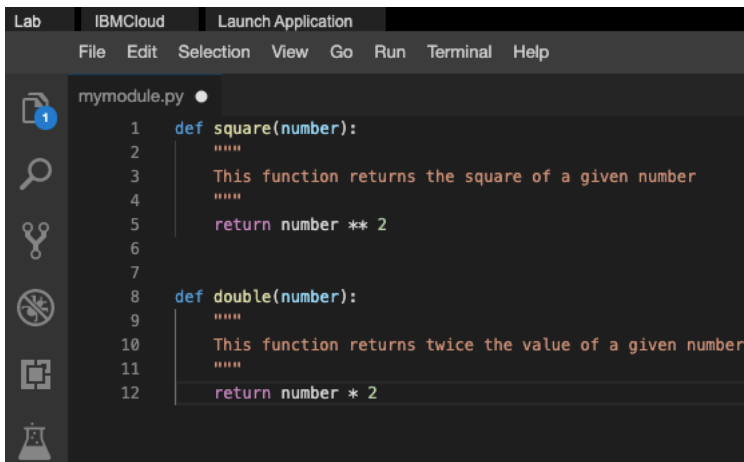 Lab IBMCloud Launch Application
File Edit Selection View Go Run Terminal Help
mymodule.py
1
1 def square(number):
2 """
3 This function returns the square of a given number
4 """
5 return number ** 2
6
7
8 def double(number):
9 """
10 This function returns twice the value of a given number
11 """
12 return number * 2